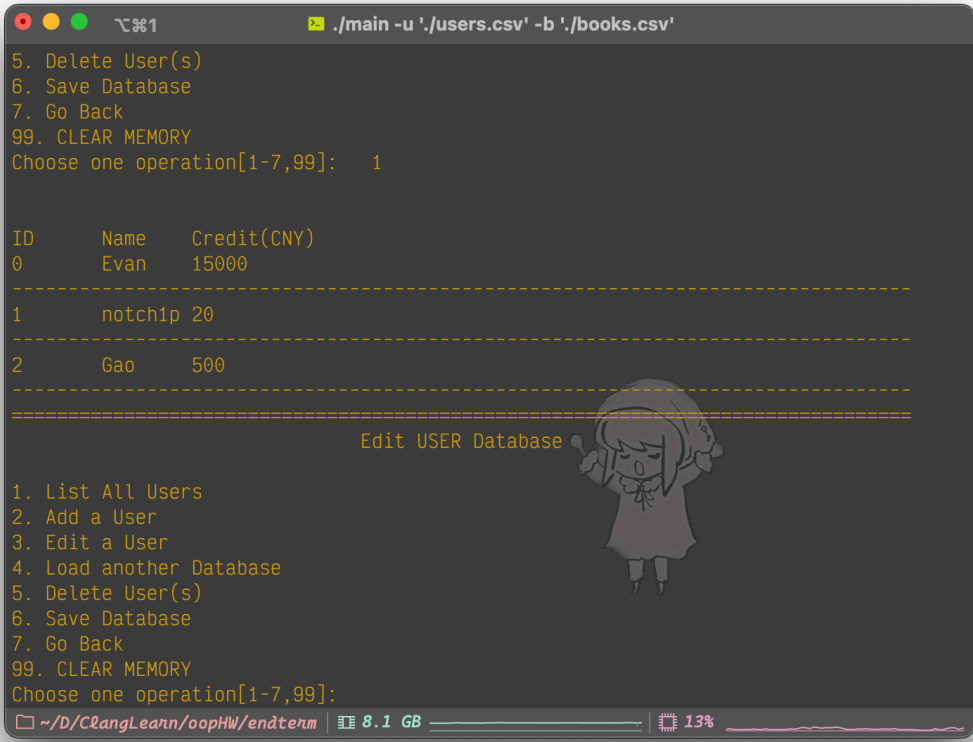 ⌥⌘1 ./main -u './users.csv' -b './books.csv'
5. Delete User(s)
6. Save Database
7. Go Back
99. CLEAR MEMORY
Choose one operation[1-7,99]:   1
ID      Name    Credit(CNY)
0       Evan    15000
--------------------------------------------------------------------------------
1       notch1p 20
--------------------------------------------------------------------------------
2       Gao     500
--------------------------------------------------------------------------------
================================================================================
Edit USER Database
1. List All Users
2. Add a User
3. Edit a User
4. Load another Database
5. Delete User(s)
6. Save Database
7. Go Back
99. CLEAR MEMORY
Choose one operation[1-7,99]:
~/D/ClangLearn/oopHW/endterm 8.1 GB 13%